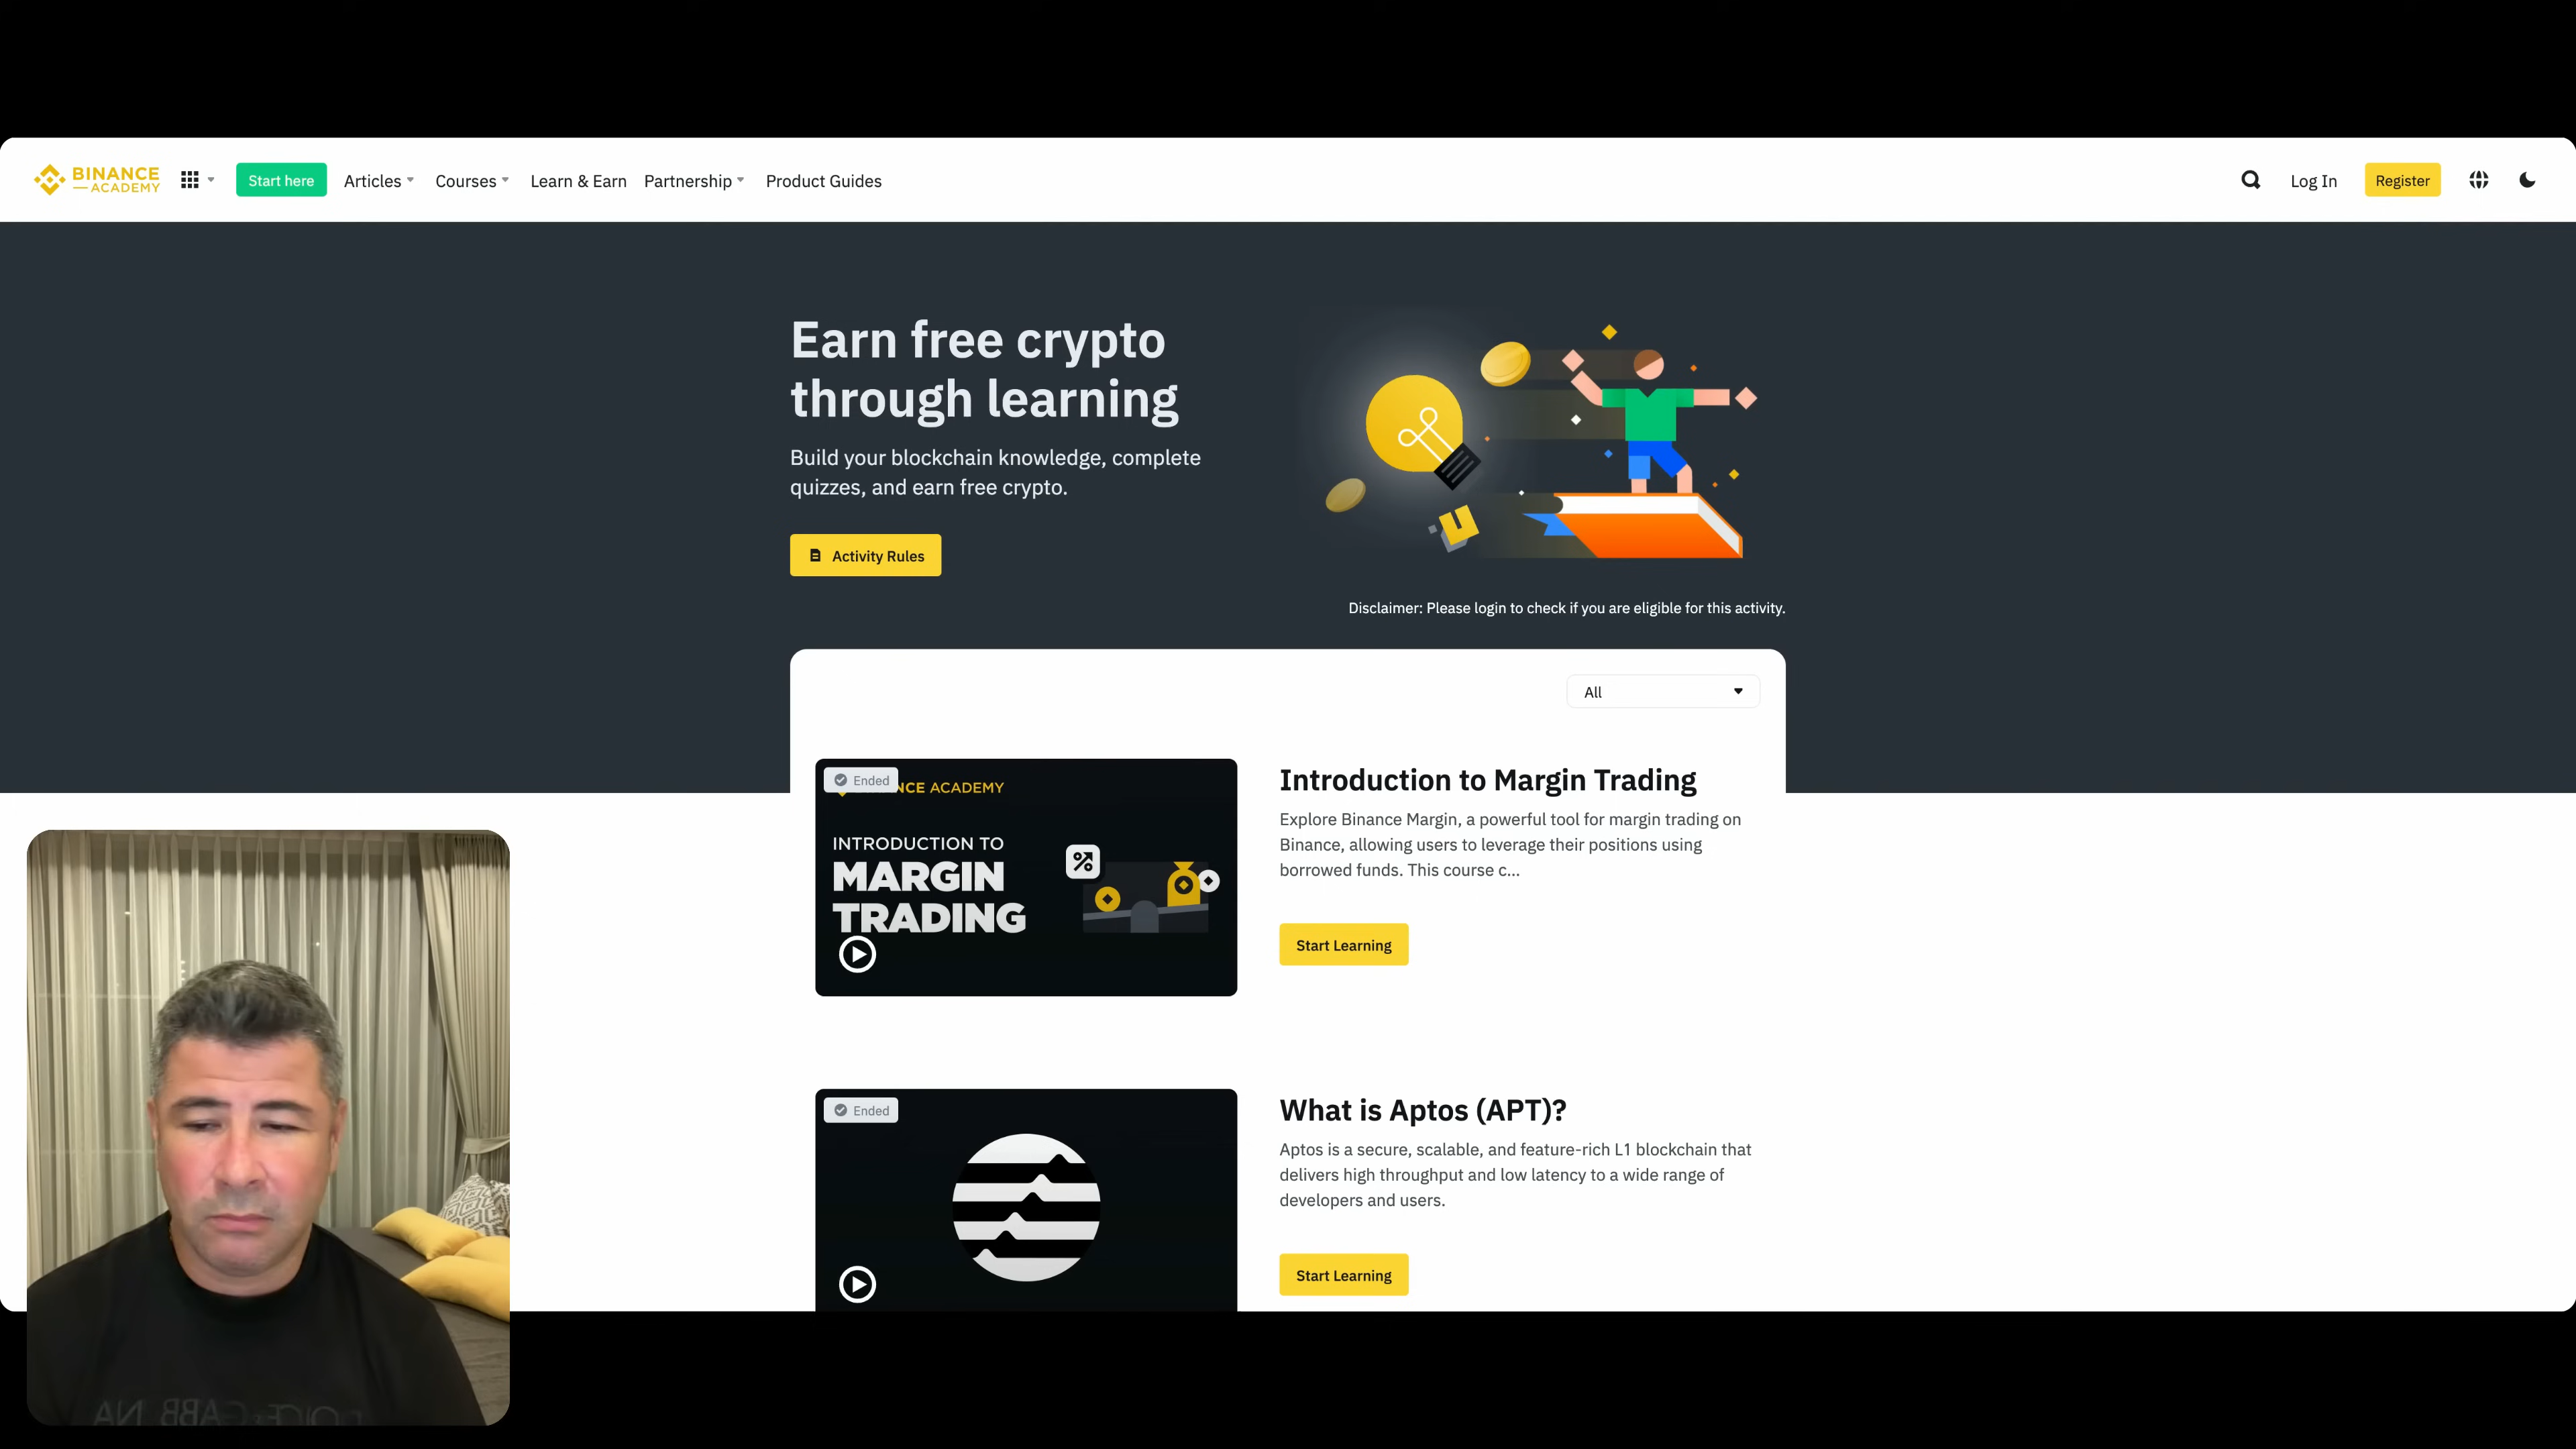 BINANCE
ACADEMY
Start here
Articles
Courses
Learn & Earn
Partnership
Product Guides
Log In
Register
Earn free crypto
through learning
Build your blockchain knowledge, complete
quizzes, and earn free crypto.
Activity Rules
Disclaimer: Please login to check if you are eligible for this activity.
All
Ended
NCE ACADEMY
INTRODUCTION TO
MARGIN
TRADING
Introduction to Margin Trading
Explore Binance Margin, a powerful tool for margin trading on
Binance, allowing users to leverage their positions using
borrowed funds. This course c...
Start Learning
Ended
What is Aptos (APT)?
Aptos is a secure, scalable, and feature-rich L1 blockchain that
delivers high throughput and low latency to a wide range of
developers and users.
Start Learning